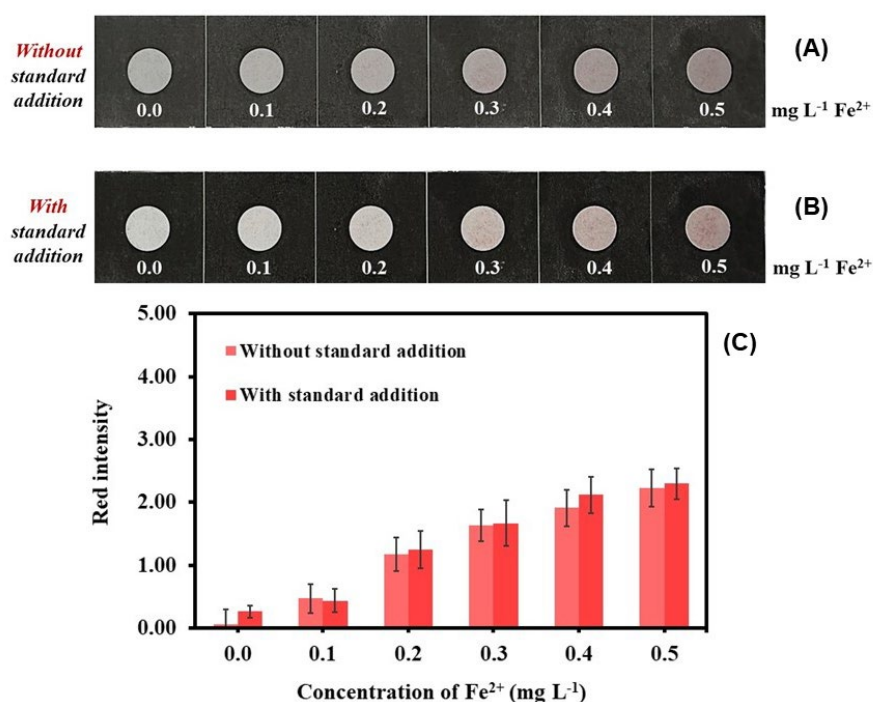 (A)
Without
standard
addition
0.0 0.1 0.2 0.3 0.4 0.5 mg L⁻¹ Fe²⁺
(B)
With
standard
addition
0.0 0.1 0.2 0.3 0.4 0.5 mg L⁻¹ Fe²⁺
(C)
Without standard addition
With standard addition
Red intensity
5.00
4.00
3.00
2.00
1.00
0.00
0.0 0.1 0.2 0.3 0.4 0.5
Concentration of Fe²⁺ (mg L⁻¹)